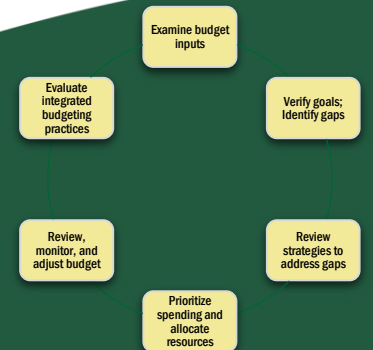 Examine budget
inputs
Verify goals;
Identify gaps
Review
strategies to
address gaps
Prioritize
spending and
allocate
resources
Review,
monitor, and
adjust budget
Evaluate
integrated
budgeting
practices